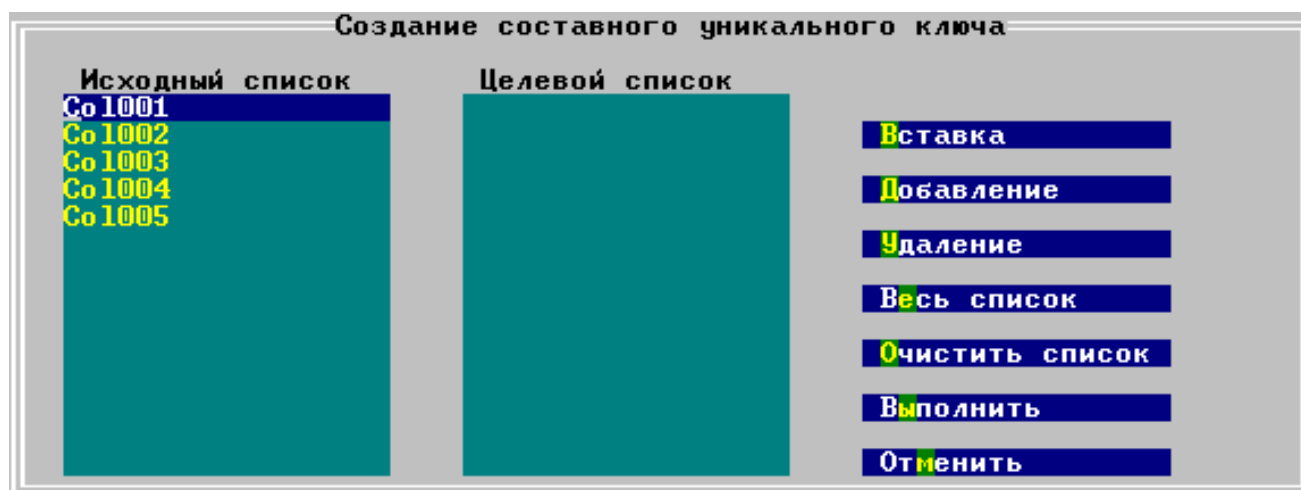 Создание составного уникального ключа
Исходный список
Целевой список
Col001
Col002
Col003
Col004
Col005
Вставка
Добавление
Удаление
Весь список
Очистить список
Выполнить
Отменить